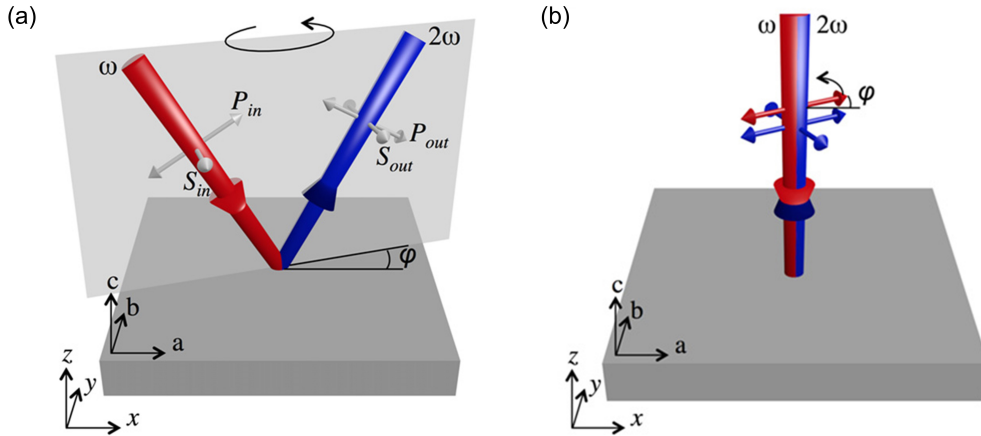 (a)
ω
2ω
P_in
P_out
S_in
S_out
φ
c
b
a
z
y
x
(b)
ω 2ω
φ
c
b
a
z
y
x